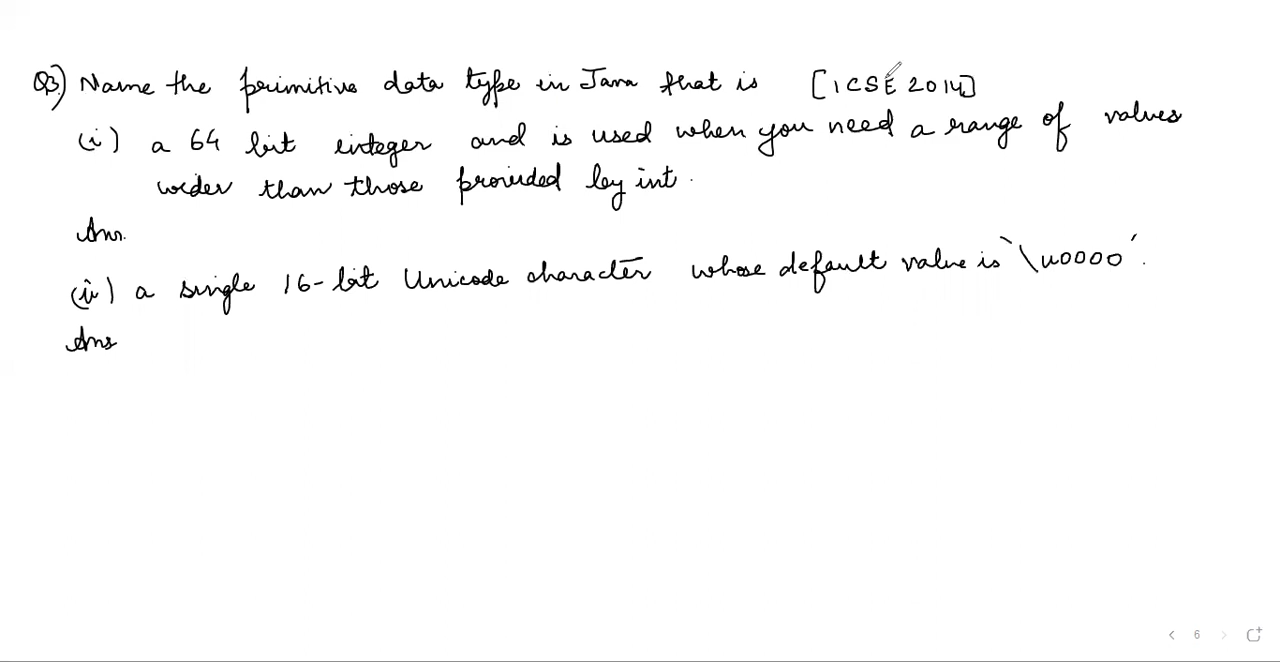 Q3) Name the primitive data type in Java that is [ICSE 2014]
(i) a 64 bit integer and is used when you need a range of values
wider than those provided by int.
Ans.
(ii) a single 16-bit Unicode character whose default value is '\u0000'.
Ans
6